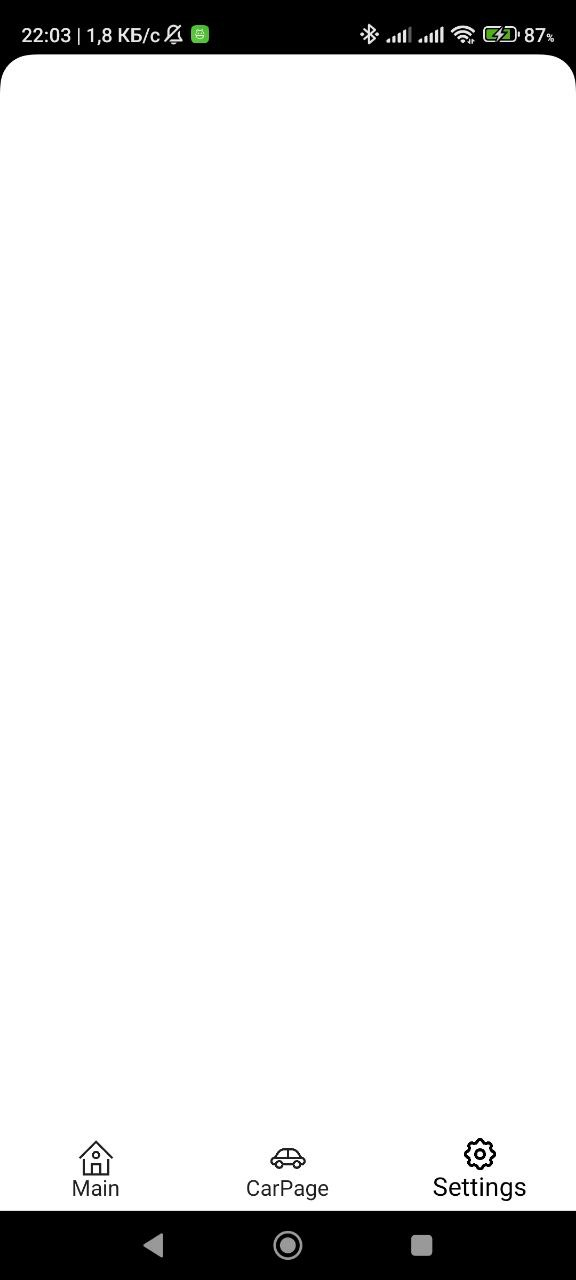 22:03 | 1,8 КБ/с 87%
Main CarPage Settings